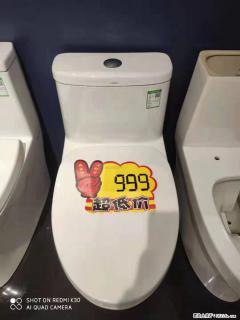 999
超低价
SHOT ON REDMI K30
AI QUAD CAMERA